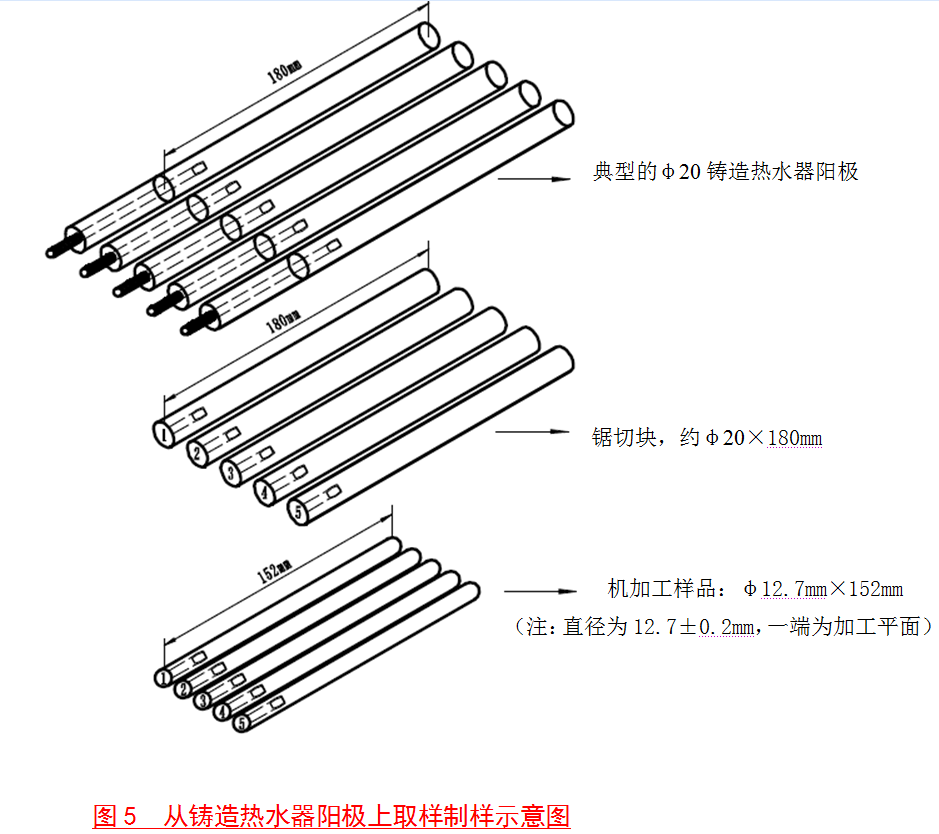 180mm
典型的φ20铸造热水器阳极
180mm
1
2
3
4
5
锯切块，约φ20×180mm
152mm
1
2
3
4
5
机加工样品：φ12.7mm×152mm
（注：直径为12.7±0.2mm，一端为加工平面）
图5 从铸造热水器阳极上取样制样示意图